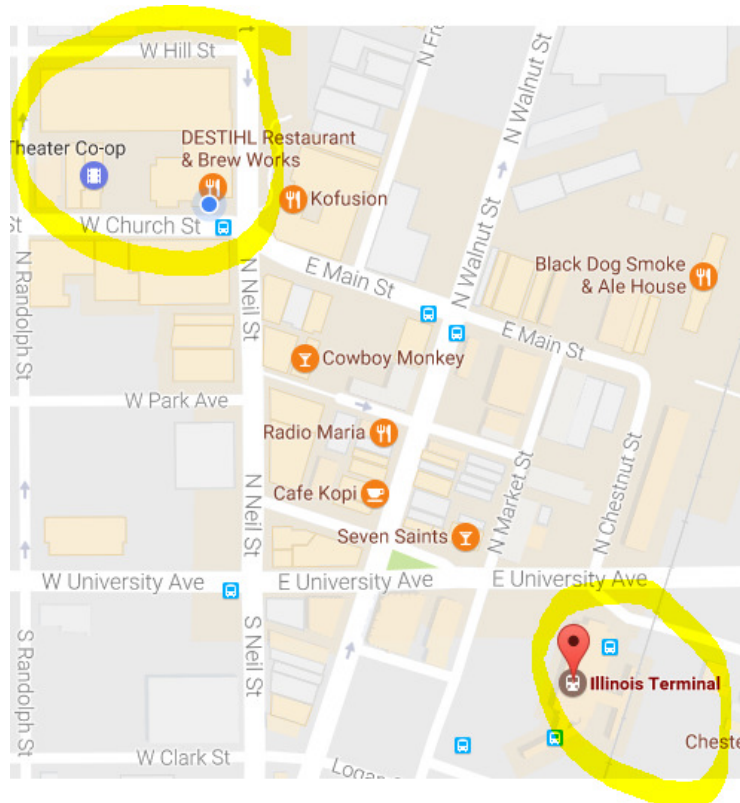 W Hill St
N Fre
N Walnut St
Theater Co-op
DESTIHL Restaurant
& Brew Works
Kofusion
W Church St
St
N Walnut St
N Randolph St
N Neil St
E Main St
Black Dog Smoke
& Ale House
E Main St
Cowboy Monkey
W Park Ave
Radio Maria
N Neil St
Cafe Kopi
N Market St
N Chestnut St
Seven Saints
W University Ave
E University Ave
E University Ave
S Randolph St
S Neil St
Illinois Terminal
Cheste
W Clark St
Logan